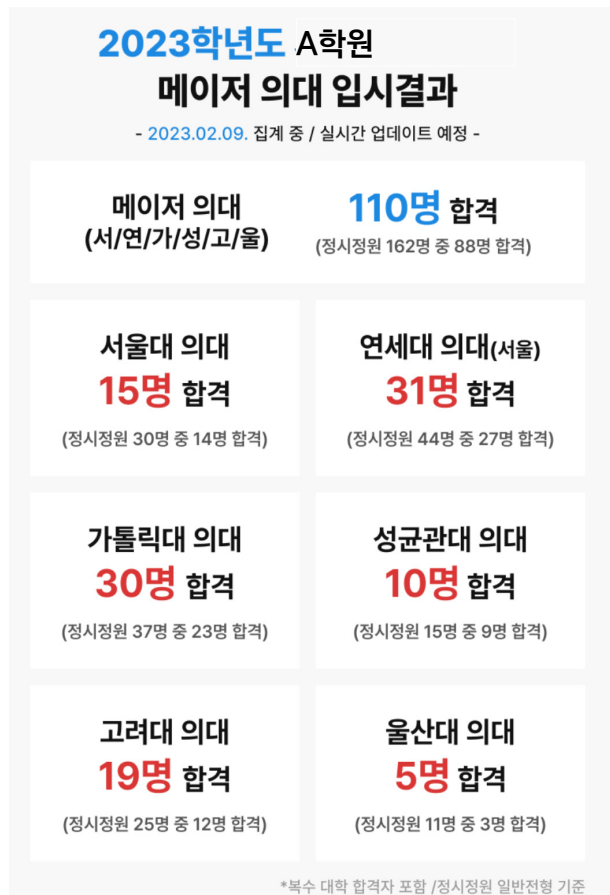 2023학년도 A학원
메이저 의대 입시결과
- 2023.02.09. 집계 중 / 실시간 업데이트 예정 -
메이저 의대
(서/연/가/성/고/울)
110명 합격
(정시정원 162명 중 88명 합격)
서울대 의대
15명 합격
(정시정원 30명 중 14명 합격)
연세대 의대(서울)
31명 합격
(정시정원 44명 중 27명 합격)
가톨릭대 의대
30명 합격
(정시정원 37명 중 23명 합격)
성균관대 의대
10명 합격
(정시정원 15명 중 9명 합격)
고려대 의대
19명 합격
(정시정원 25명 중 12명 합격)
울산대 의대
5명 합격
(정시정원 11명 중 3명 합격)
*복수 대학 합격자 포함 /정시정원 일반전형 기준